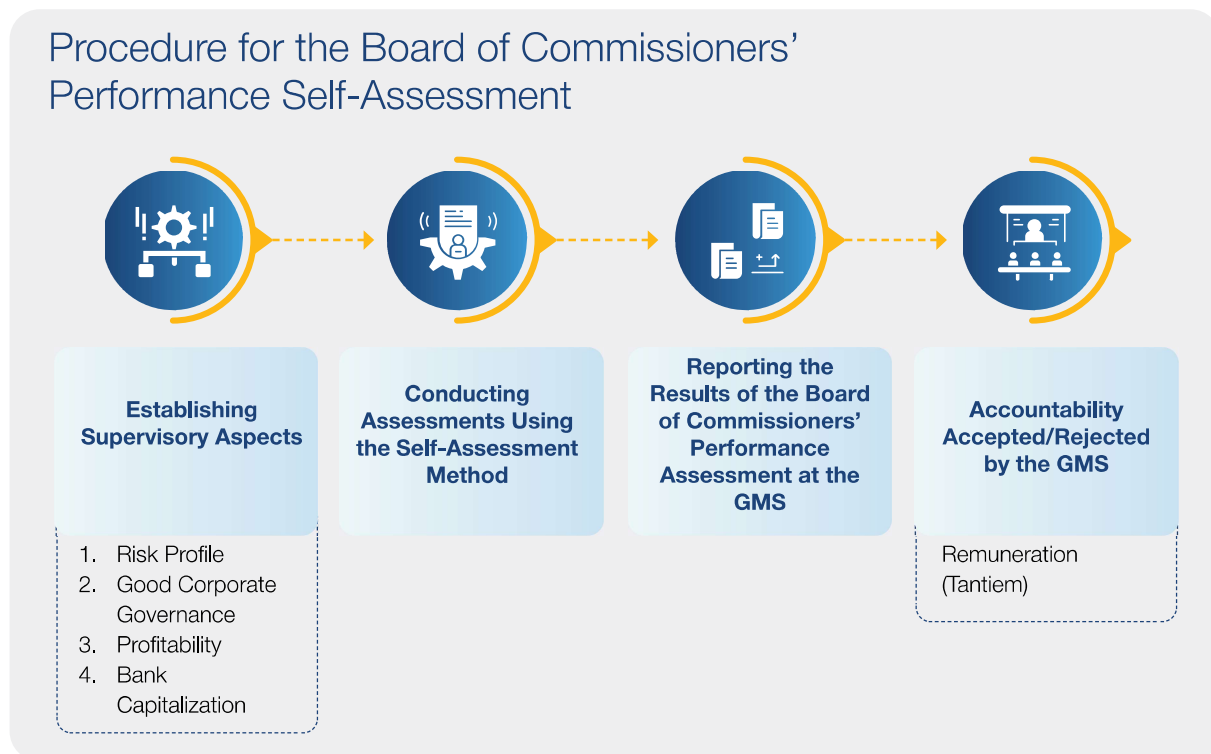 Procedure for the Board of Commissioners'
Performance Self-Assessment
Establishing
Supervisory Aspects
1. Risk Profile
2. Good Corporate
Governance
3. Profitability
4. Bank
Capitalization
Conducting
Assessments Using
the Self-Assessment
Method
Reporting the
Results of the Board
of Commissioners'
Performance
Assessment at the
GMS
Accountability
Accepted/Rejected
by the GMS
Remuneration
(Tantiem)